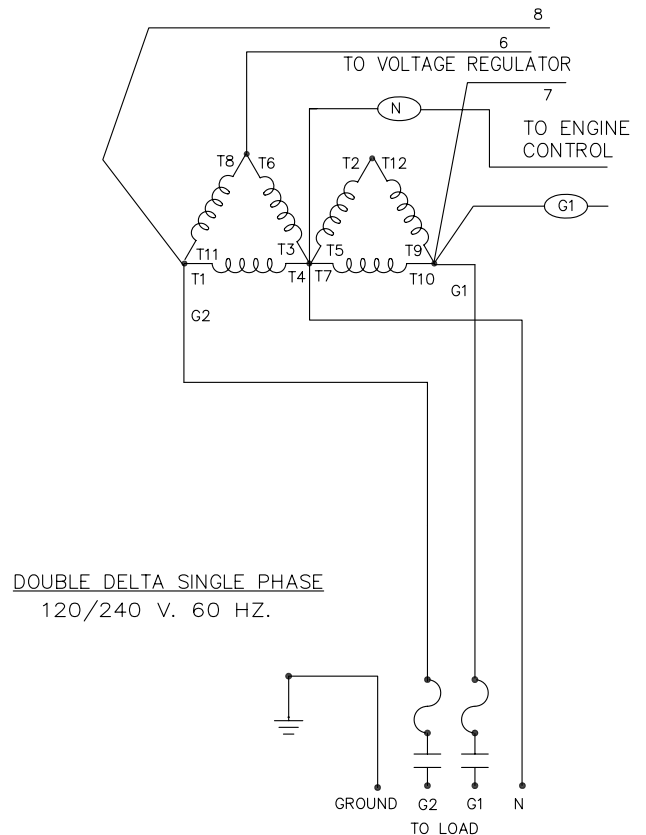 8
6
TO VOLTAGE REGULATOR
7
N
TO ENGINE
CONTROL
T8 T6 T2 T12
G1
T11 T3 T5 T9
T1 T4 T7 T10
G1
G2
DOUBLE DELTA SINGLE PHASE
120/240 V. 60 HZ.
GROUND G2 G1 N
TO LOAD